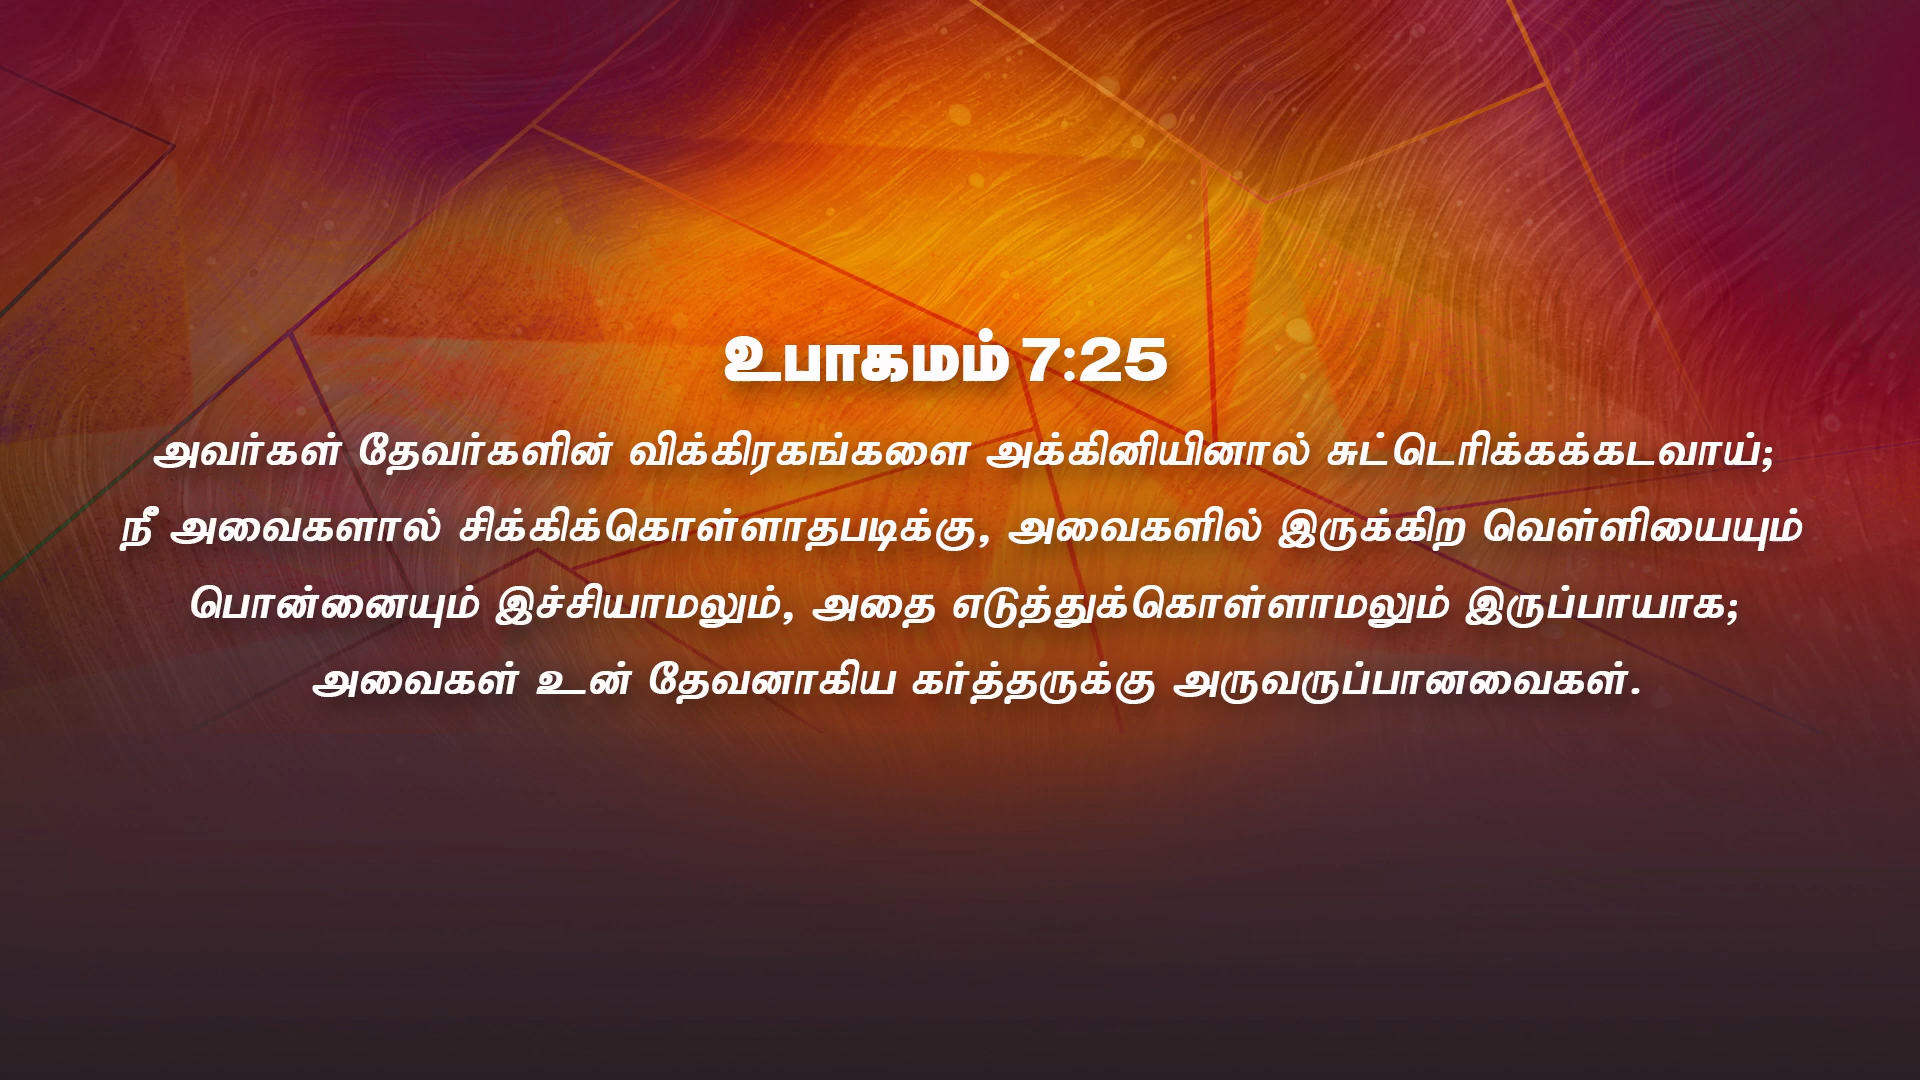 உபாகமம் 7:25
அவர்கள் தேவர்களின் விக்கிரகங்களை அக்கினியினால் சுட்டெரிக்கக்கடவாய்;
நீ அவைகளால் சிக்கிக்கொள்ளாதபடிக்கு, அவைகளில் இருக்கிற வெள்ளியையும்
பொன்னையும் இச்சியாமலும், அதை எடுத்துக்கொள்ளாமலும் இருப்பாயாக;
அவைகள் உன் தேவனாகிய கர்த்தருக்கு அருவருப்பானவைகள்.